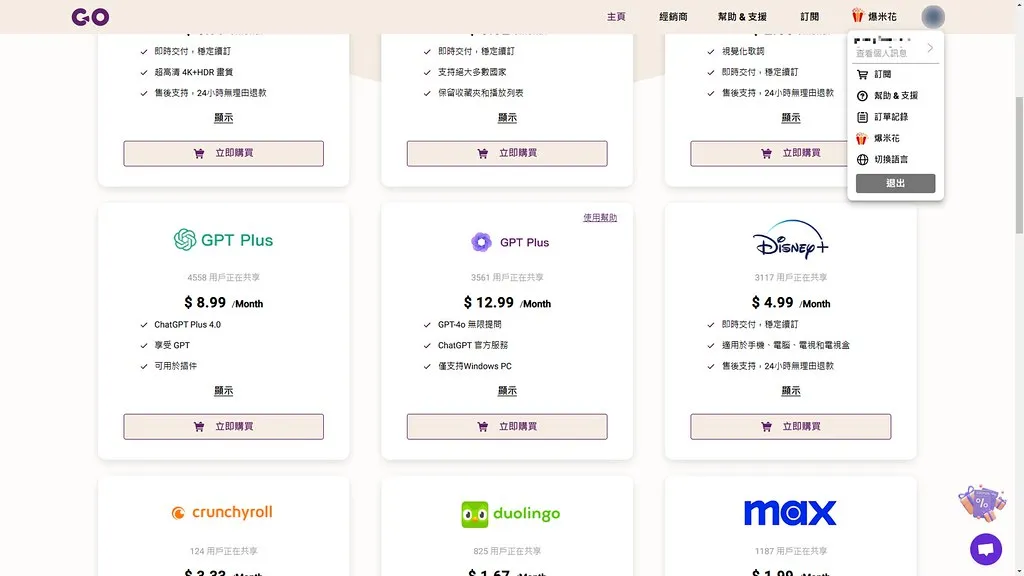 GO
主頁
經銷商
幫助 & 支援
訂閱
爆米花
查看個人訊息
訂閱
幫助 & 支援
訂單記錄
爆米花
切換語言
退出
即時交付，穩定續訂
超高清 4K+HDR 畫質
售後支持，24小時無理由退款
顯示
立即購買
即時交付，穩定續訂
支持絕大多數國家
保留收藏夾和播放列表
顯示
立即購買
視覺化歌詞
即時交付，穩定續訂
售後支持，24小時無理由退款
顯示
立即購買
GPT Plus
4558 用戶正在共享
$ 8.99 /Month
ChatGPT Plus 4.0
享受 GPT
可用於插件
顯示
立即購買
使用幫助
GPT Plus
3561 用戶正在共享
$ 12.99 /Month
GPT-4o 無限提問
ChatGPT 官方服務
僅支持Windows PC
顯示
立即購買
Disney+
3117 用戶正在共享
$ 4.99 /Month
即時交付，穩定續訂
適用於手機、電腦、電視和電視盒
售後支持，24小時無理由退款
顯示
立即購買
crunchyroll
124 用戶正在共享
$ 3.33 /Month
duolingo
825 用戶正在共享
$ 1.67 /Month
max
1187 用戶正在共享
$ 1.99 /Month
%